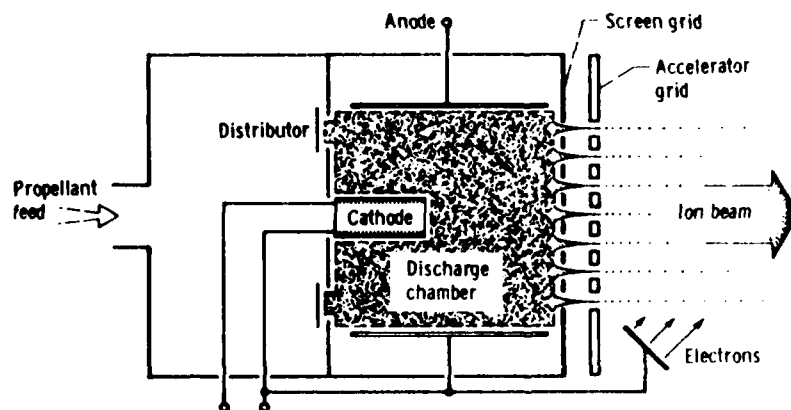 Anode
Screen grid
Accelerator
grid
Distributor
Propellant
feed
Cathode
Ion beam
Discharge
chamber
Electrons